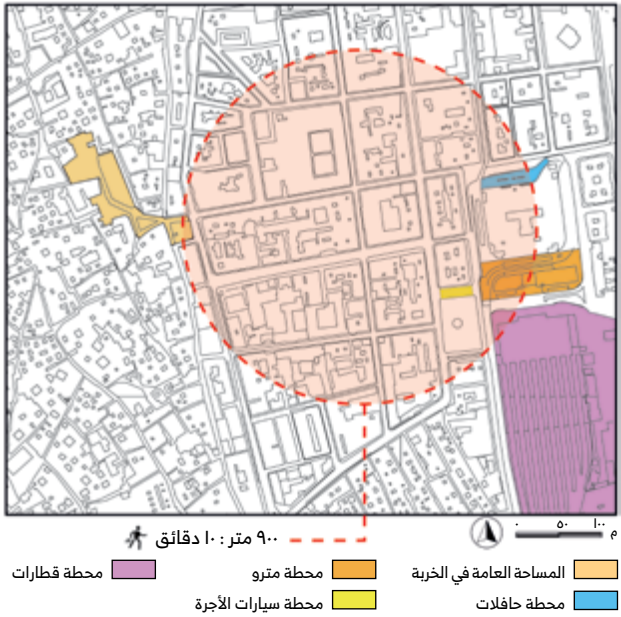 ٩٠٠ متر : ١٠ دقائق
٠ ٥٠ ١٠٠
م
المساحة العامة في الخربة
محطة مترو
محطة قطارات
محطة حافلات
محطة سيارات الأجرة